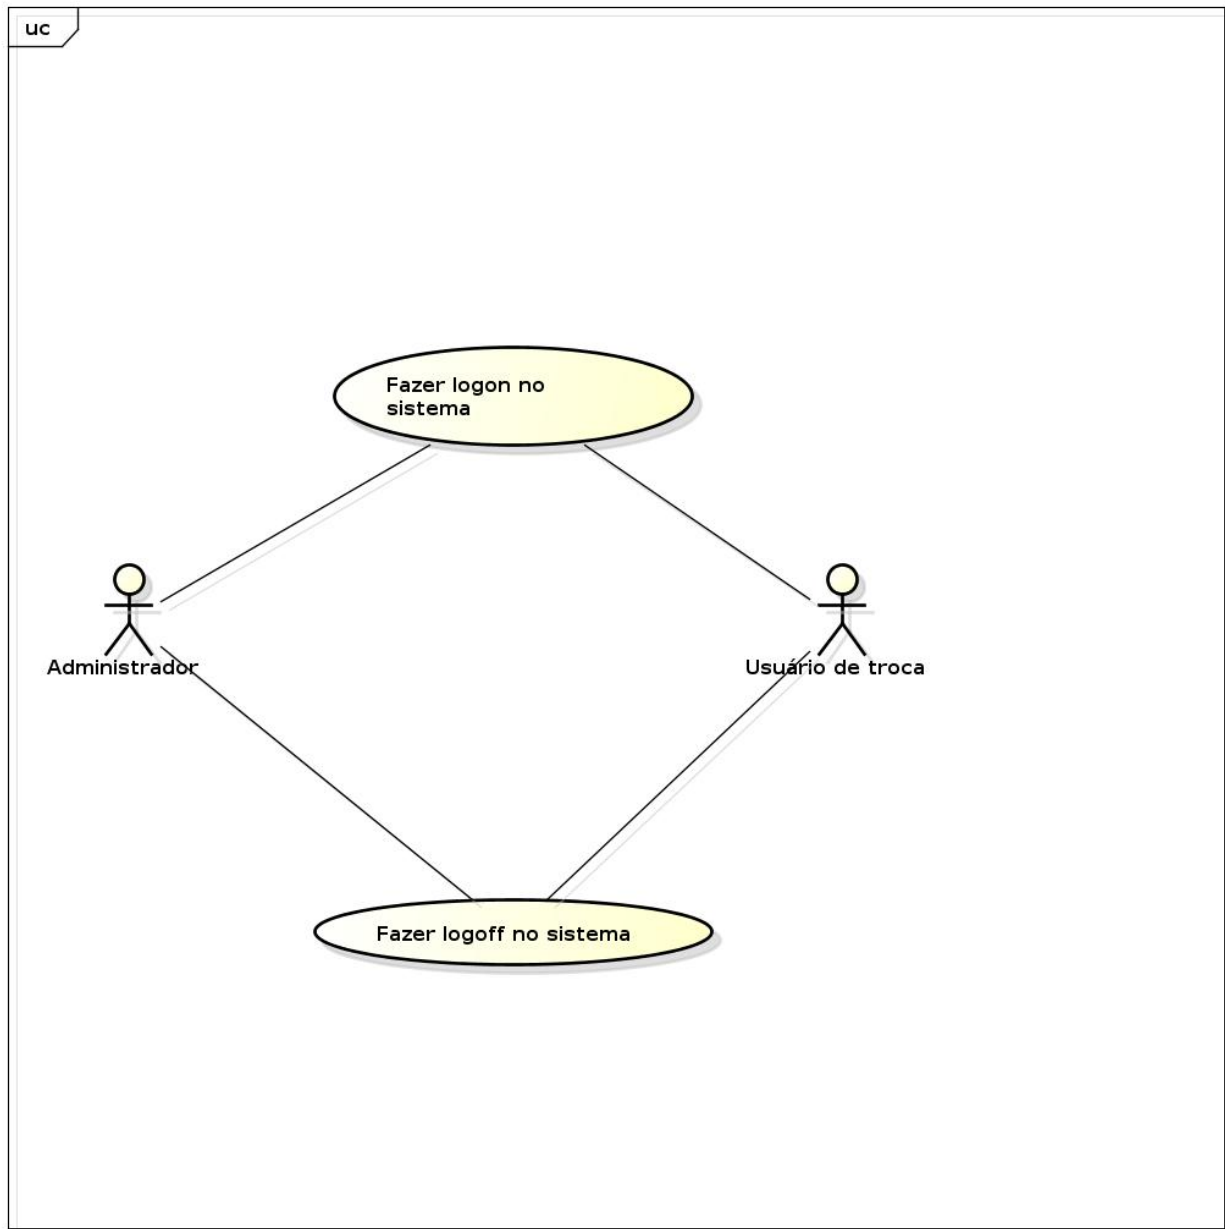 uc
Fazer logon no
sistema
Administrador
Usuário de troca
Fazer logoff no sistema